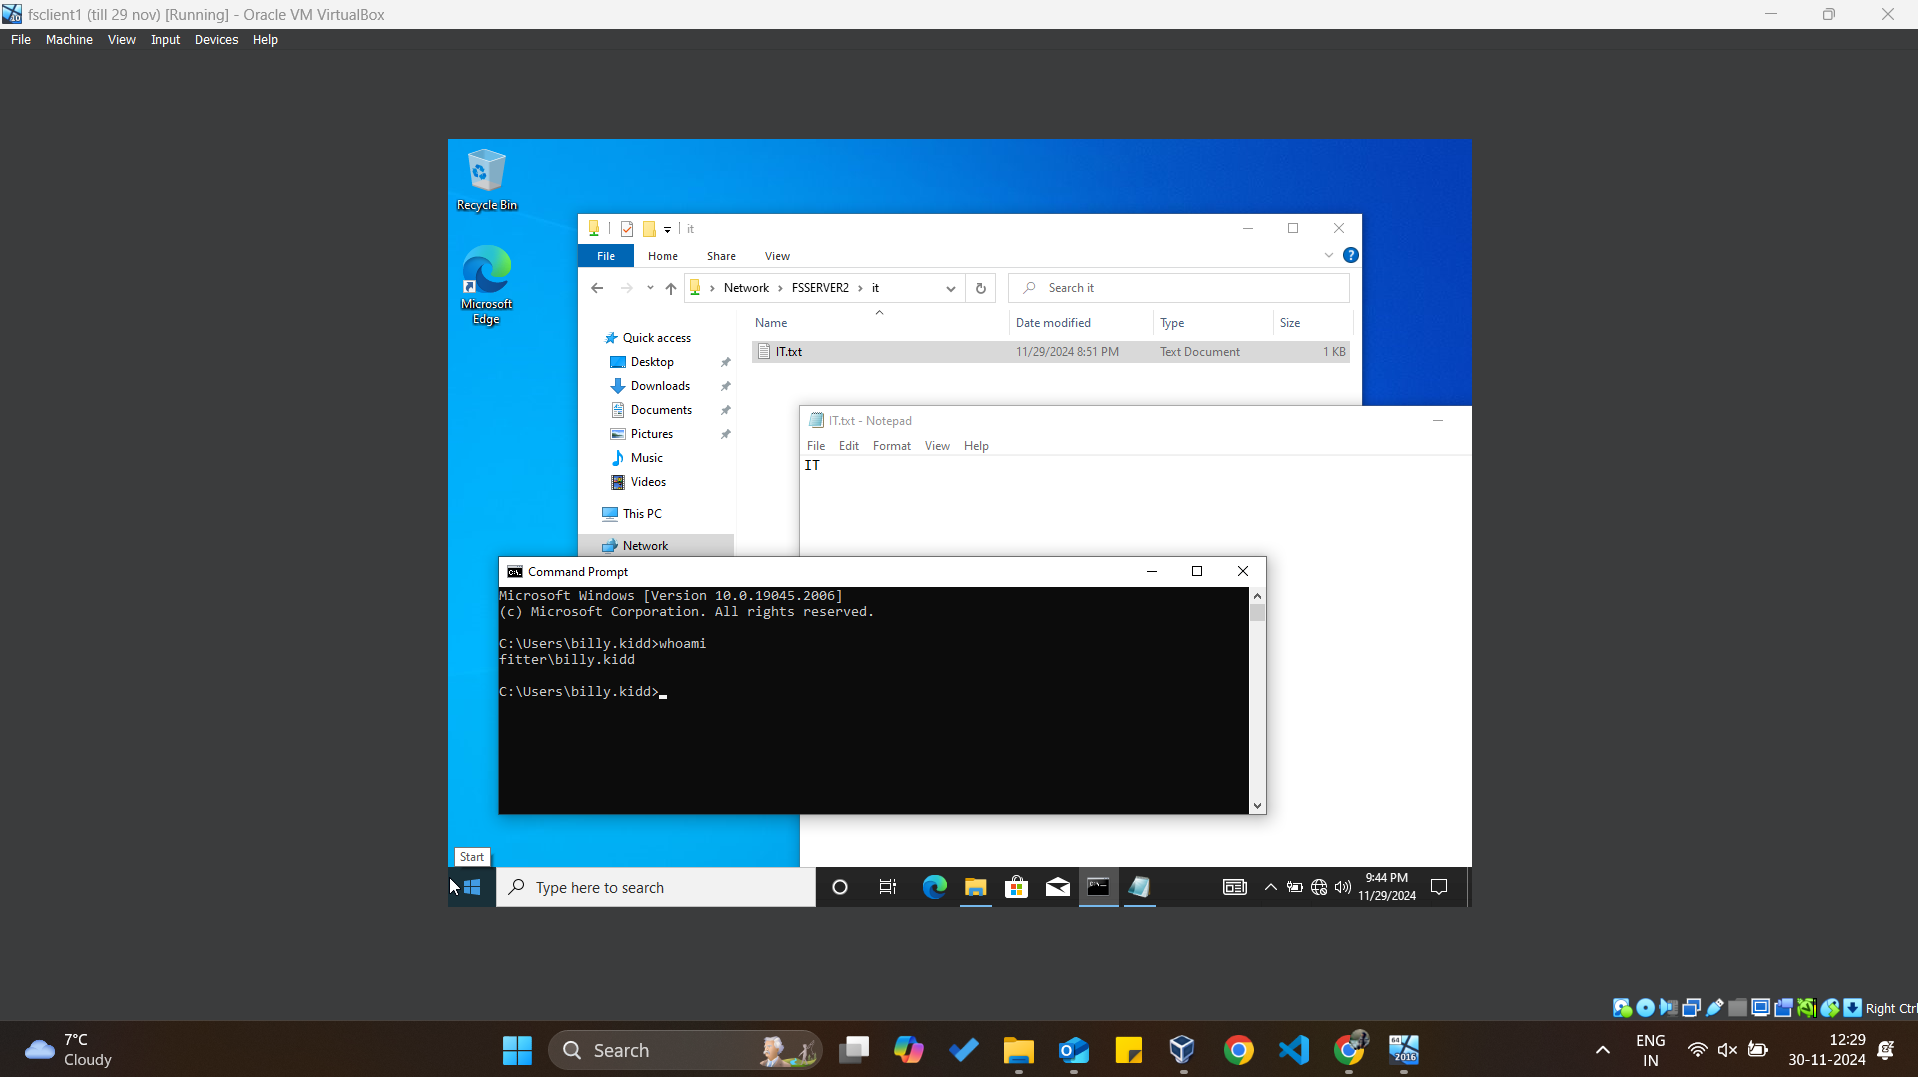 fsclient1 (till 29 nov) [Running] - Oracle VM VirtualBox
File Machine View Input Devices Help
Recycle Bin
Microsoft
Edge
it
File Home Share View
Network FSSERVER2 it
Search it
Name Date modified Type Size
IT.txt 11/29/2024 8:51 PM Text Document 1 KB
Quick access
Desktop
Downloads
Documents
Pictures
Music
Videos
This PC
Network
IT.txt - Notepad
File Edit Format View Help
IT
Command Prompt
Microsoft Windows [Version 10.0.19045.2006]
(c) Microsoft Corporation. All rights reserved.
C:\Users\billy.kidd>whoami
fitter\billy.kidd
C:\Users\billy.kidd>
Start
Type here to search
9:44 PM
11/29/2024
Right Ctrl
7°C
Cloudy
Search
64
2016
ENG
IN
12:29
30-11-2024